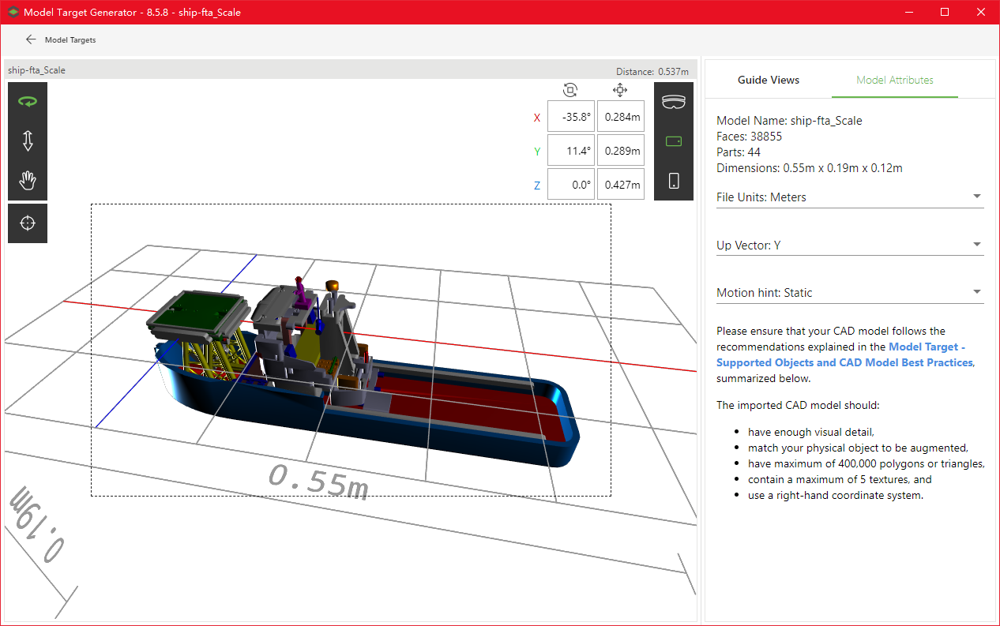 Model Target Generator - 8.5.8 - ship-fta_Scale
Model Targets
ship-fta_Scale
Distance: 0.537m
X -35.8° 0.284m
Y 11.4° 0.289m
Z 0.0° 0.427m
0.55m
0.19m
Guide Views Model Attributes
Model Name: ship-fta_Scale
Faces: 38855
Parts: 44
Dimensions: 0.55m x 0.19m x 0.12m
File Units: Meters
Up Vector: Y
Motion hint: Static
Please ensure that your CAD model follows the
recommendations explained in the Model Target -
Supported Objects and CAD Model Best Practices,
summarized below.
The imported CAD model should:
• have enough visual detail,
• match your physical object to be augmented,
• have maximum of 400,000 polygons or triangles,
• contain a maximum of 5 textures, and
• use a right-hand coordinate system.